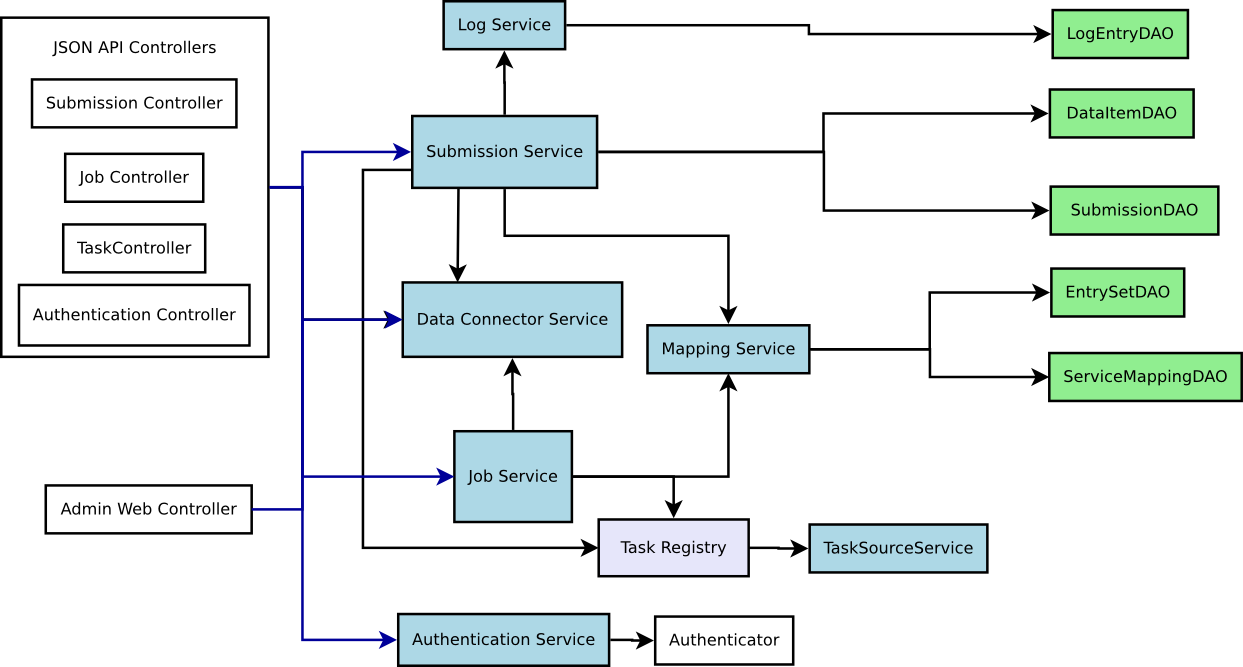 JSON API Controllers
Submission Controller
Job Controller
TaskController
Authentication Controller
Admin Web Controller
Log Service
Submission Service
Data Connector Service
Mapping Service
Job Service
Task Registry
TaskSourceService
Authentication Service
Authenticator
LogEntryDAO
DataItemDAO
SubmissionDAO
EntrySetDAO
ServiceMappingDAO